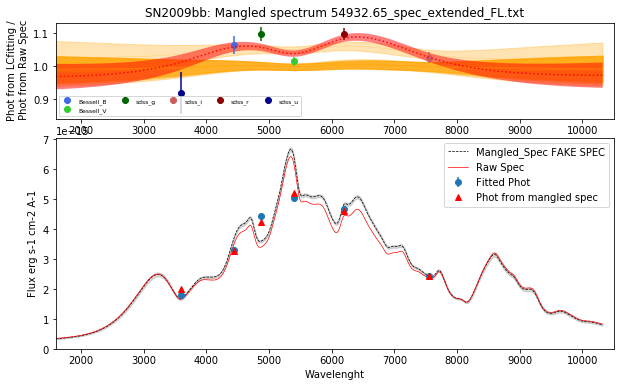 SN2009bb: Mangled spectrum 54932.65_spec_extended_FL.txt
Phot from LCfitting /
Phot from Raw Spec
1.1
1.0
0.9
Bessell_B
sdss_g
sdss_i
sdss_r
sdss_u
Bessell_V
2000 3000 4000 5000 6000 7000 8000 9000 10000
Flux erg s-1 cm-2 A-1
7
6
5
4
3
2
1
0
Mangled_Spec FAKE SPEC
Raw Spec
Fitted Phot
Phot from mangled spec
2000 3000 4000 5000 6000 7000 8000 9000 10000
Wavelenght